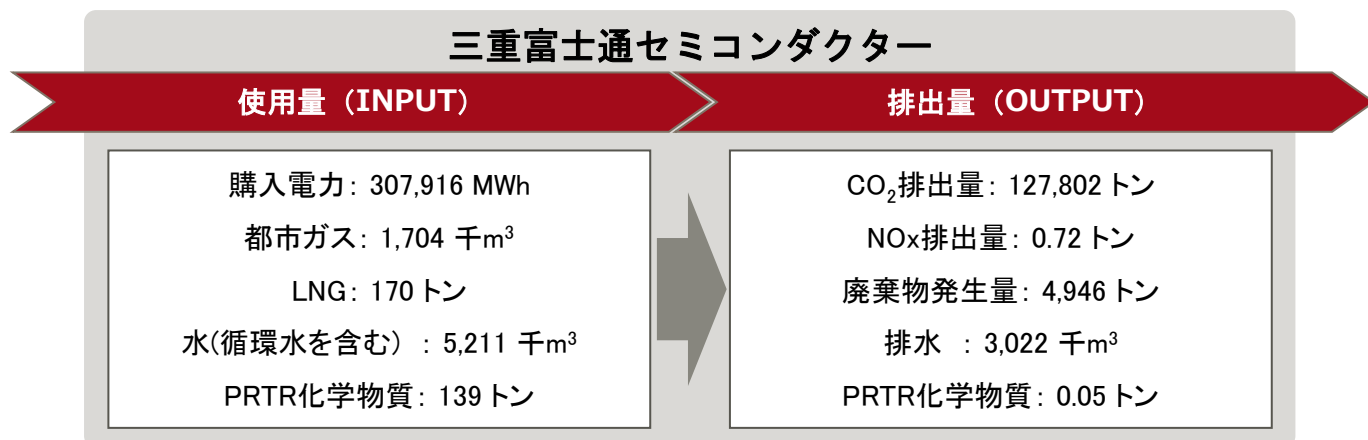 三重富士通セミコンダクター
使用量（INPUT）
排出量（OUTPUT）
購入電力： 307,916 MWh
都市ガス： 1,704 千m³
LNG： 170 トン
水(循環水を含む） ： 5,211 千m³
PRTR化学物質： 139 トン
CO₂排出量： 127,802 トン
NOx排出量： 0.72 トン
廃棄物発生量： 4,946 トン
排水 ： 3,022 千m³
PRTR化学物質： 0.05 トン